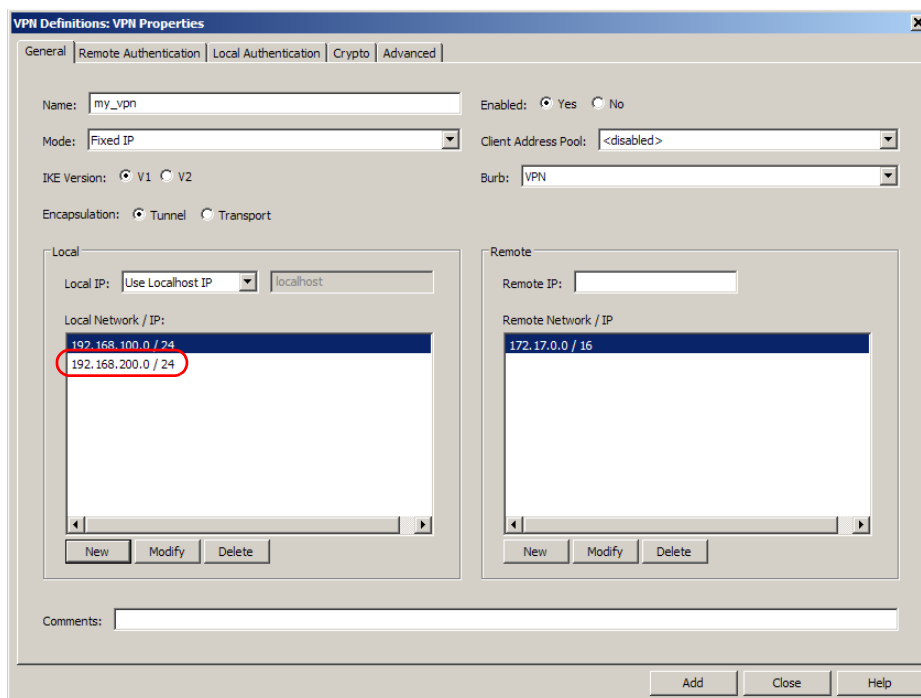 VPN Definitions: VPN Properties
General Remote Authentication Local Authentication Crypto Advanced
Name: my_vpn
Enabled: Yes No
Mode: Fixed IP
Client Address Pool: <disabled>
IKE Version: V1 V2
Burb: VPN
Encapsulation: Tunnel Transport
Local
Local IP: Use Localhost IP localhost
Local Network / IP:
192.168.100.0 / 24
192.168.200.0 / 24
New Modify Delete
Remote
Remote IP:
Remote Network / IP
172.17.0.0 / 16
New Modify Delete
Comments:
Add Close Help